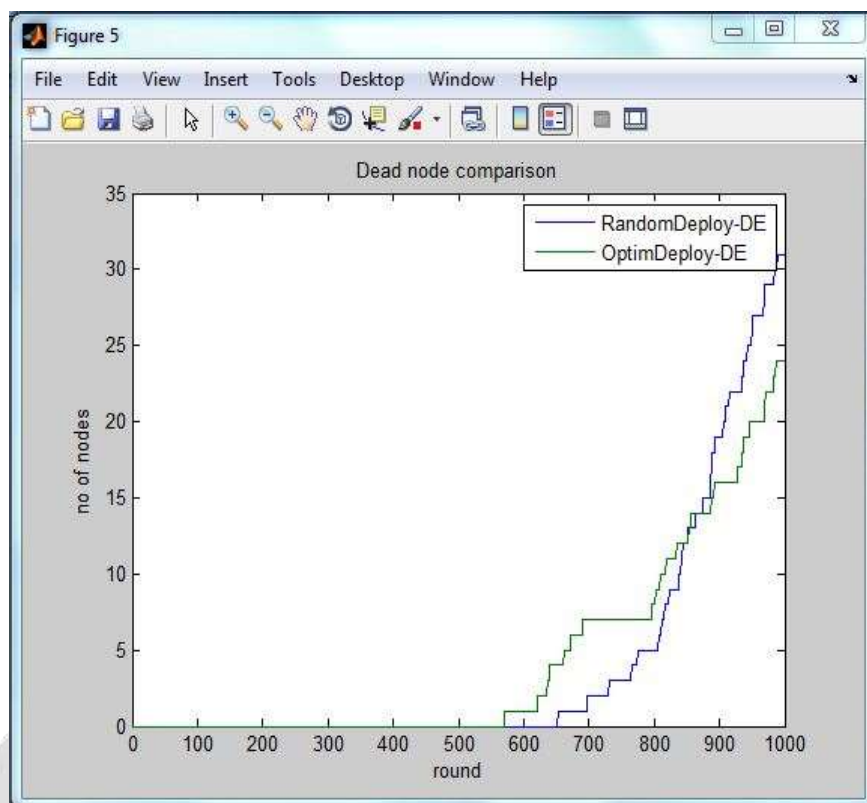 Figure 5
File Edit View Insert Tools Desktop Window Help
Dead node comparison
35
30
25
20
15
10
5
0
no of nodes
RandomDeploy-DE
OptimDeploy-DE
0 100 200 300 400 500 600 700 800 900 1000
round